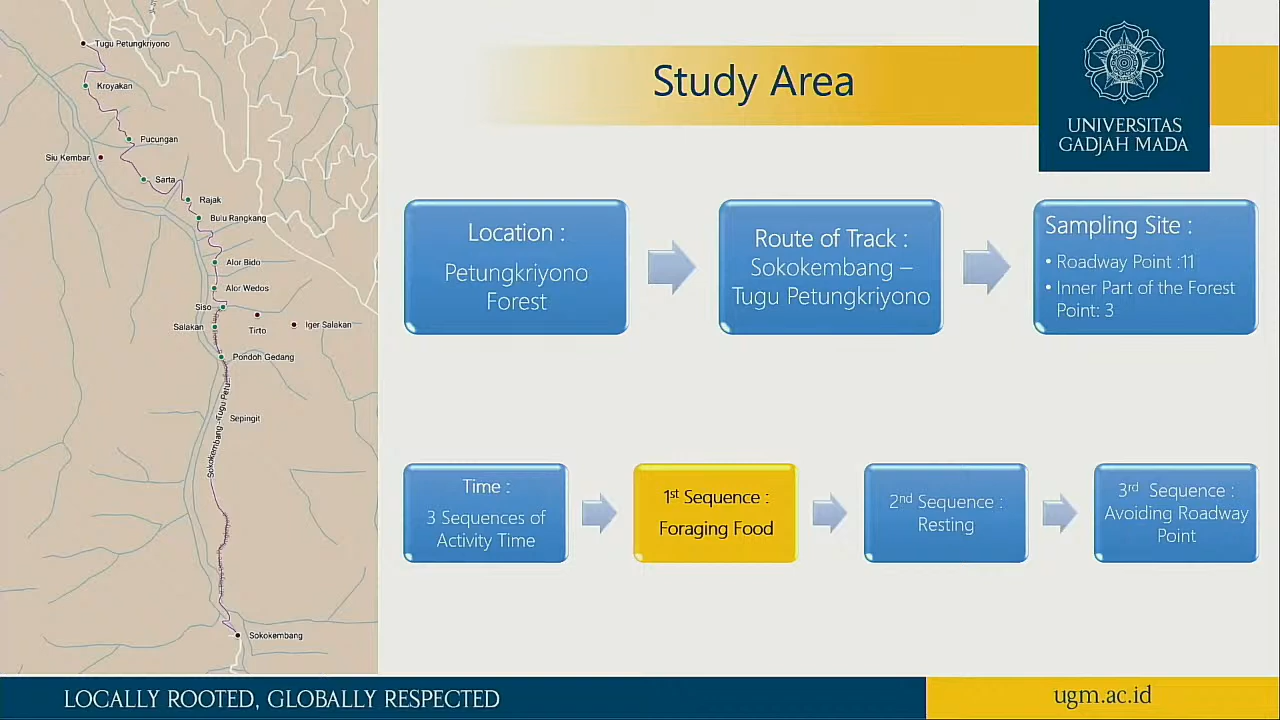 Tugu Petungkriyono
Kroyakan
Pucungan
Siu Kembar
Sarta
Rajak
Bulu Rangkang
Alor Bido
Alor Wedos
Siso
Salakan
Tirto
Iger Salakan
Pondoh Gedang
Sepingit
Sokokembang
Study Area
UNIVERSITAS
GADJAH MADA
Location :
Petungkriyono
Forest
Route of Track :
Sokokembang –
Tugu Petungkriyono
Sampling Site :
• Roadway Point :11
• Inner Part of the Forest
Point: 3
Time :
3 Sequences of
Activity Time
1st Sequence :
Foraging Food
2nd Sequence :
Resting
3rd Sequence :
Avoiding Roadway
Point
LOCALLY ROOTED, GLOBALLY RESPECTED
ugm.ac.id